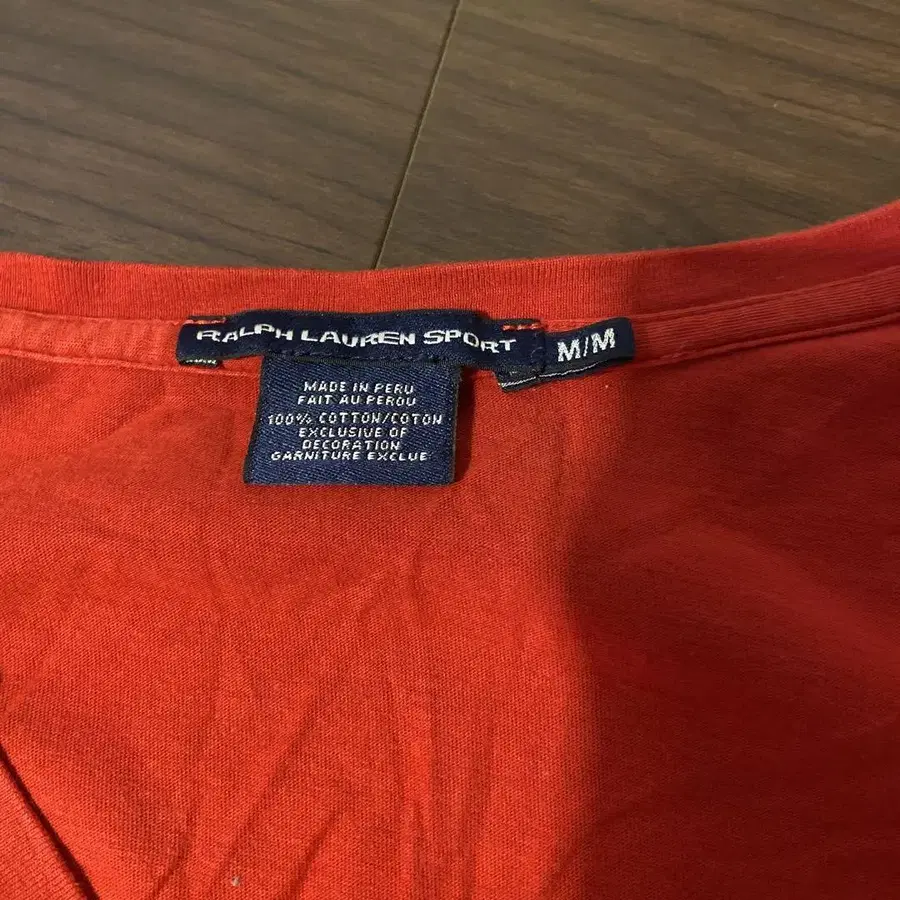 RALPH LAUREN SPORT
M/M
MADE IN PERU
FAIT AU PEROU
100% COTTON/COTON
EXCLUSIVE OF
DECORATION
GARNITURE EXCLUE